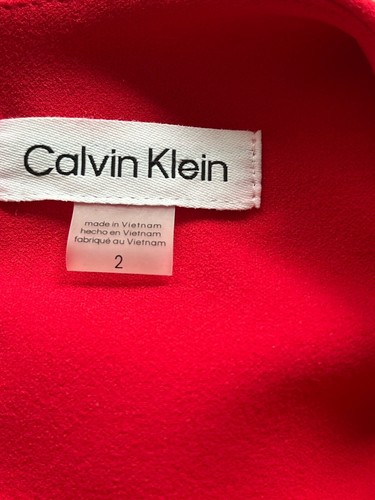 Calvin Klein
made in Vietnam
hecho en Vietnam
fabriqué au Vietnam
2